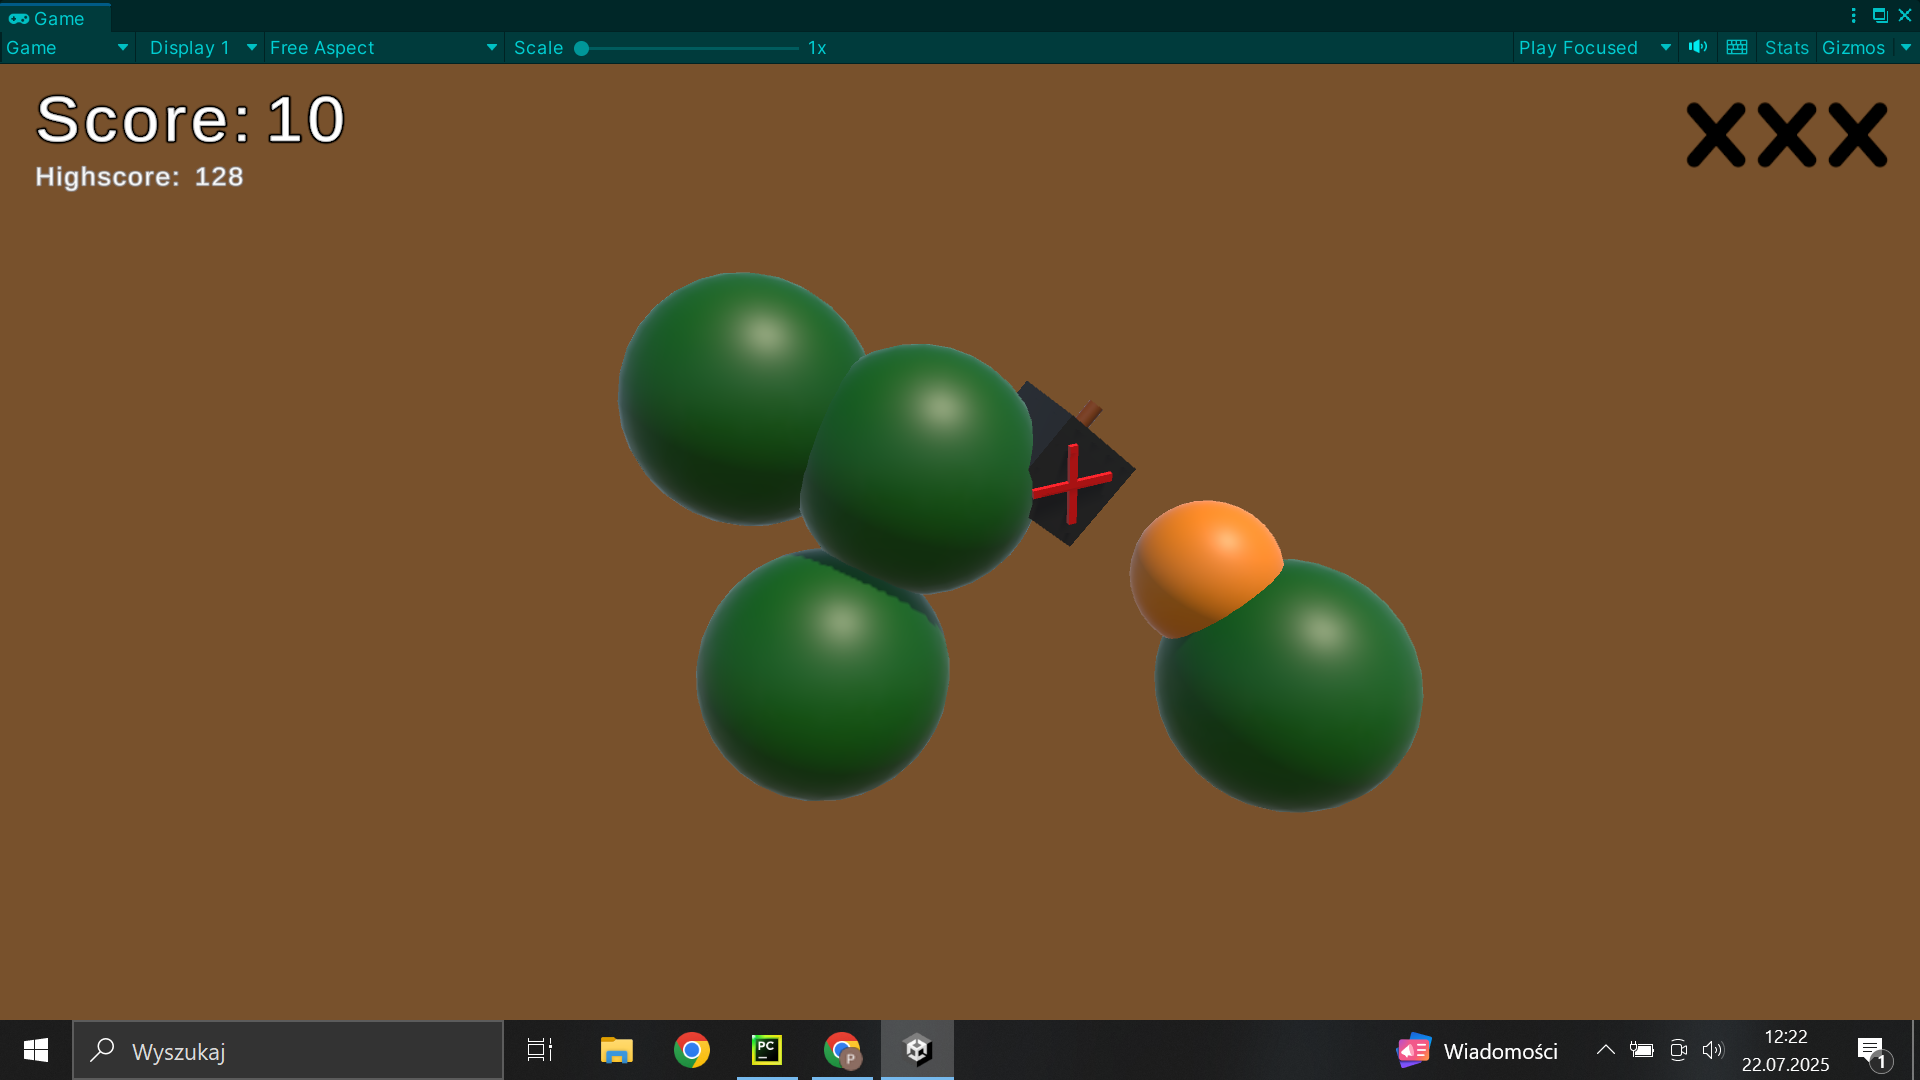 Game
Game Display 1 Free Aspect Scale 1x Play Focused Stats Gizmos
Score: 10
Highscore: 128
XXX
PC
P
Wyszukaj
Wiadomości
12:22
22.07.2025
1